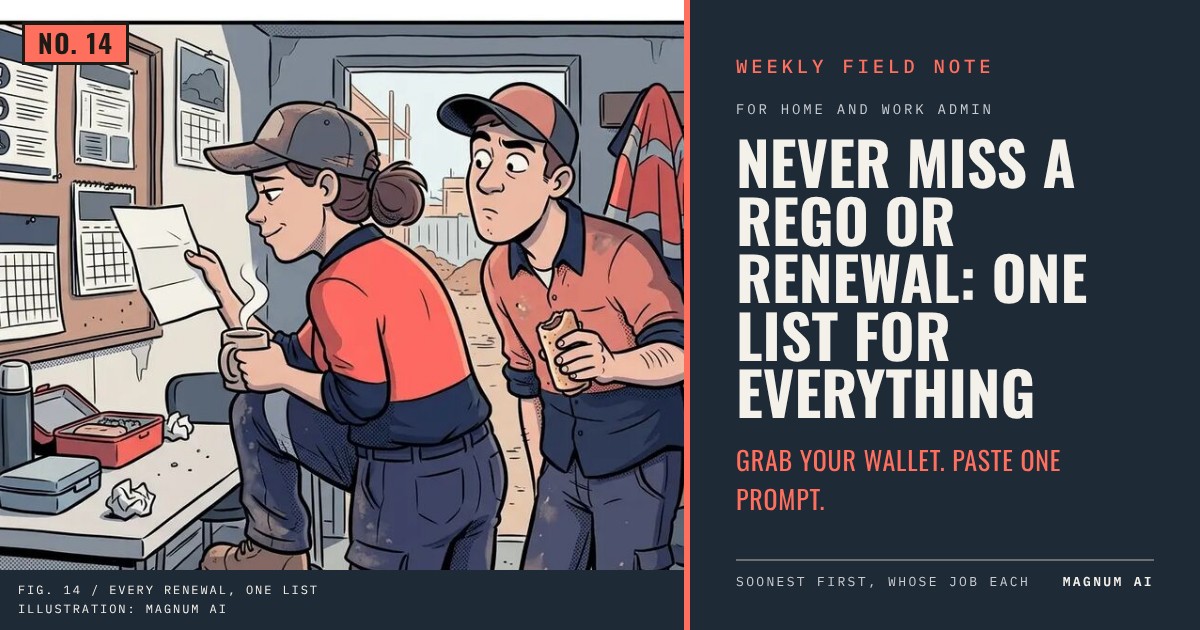 NO. 14
WEEKLY FIELD NOTE
FOR HOME AND WORK ADMIN
NEVER MISS A
REGO OR
RENEWAL: ONE
LIST FOR
EVERYTHING
GRAB YOUR WALLET. PASTE ONE
PROMPT.
SOONEST FIRST, WHOSE JOB EACH
MAGNUM AI
FIG. 14 / EVERY RENEWAL, ONE LIST
ILLUSTRATION: MAGNUM AI